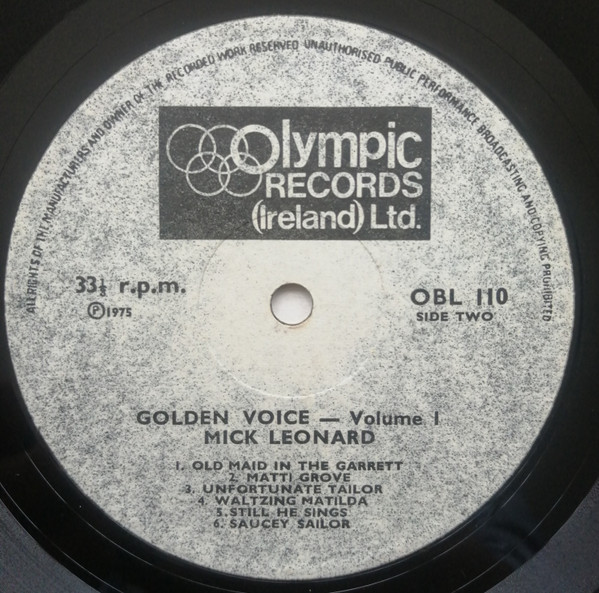 ALL RIGHTS OF THE MANUFACTURERS AND OWNER OF THE RECORDED WORK RESERVED UNAUTHORISED PUBLIC PERFORMANCE BROADCASTING AND COPYING PROHIBITED
Olympic
RECORDS
(Ireland) Ltd.
33⅓ r.p.m.
Ⓟ1975
OBL 110
SIDE TWO
GOLDEN VOICE — Volume 1
MICK LEONARD
1. OLD MAID IN THE GARRETT
2. MATTI GROVE
3. UNFORTUNATE TAILOR
4. WALTZING MATILDA
5. STILL HE SINGS
6. SAUCEY SAILOR